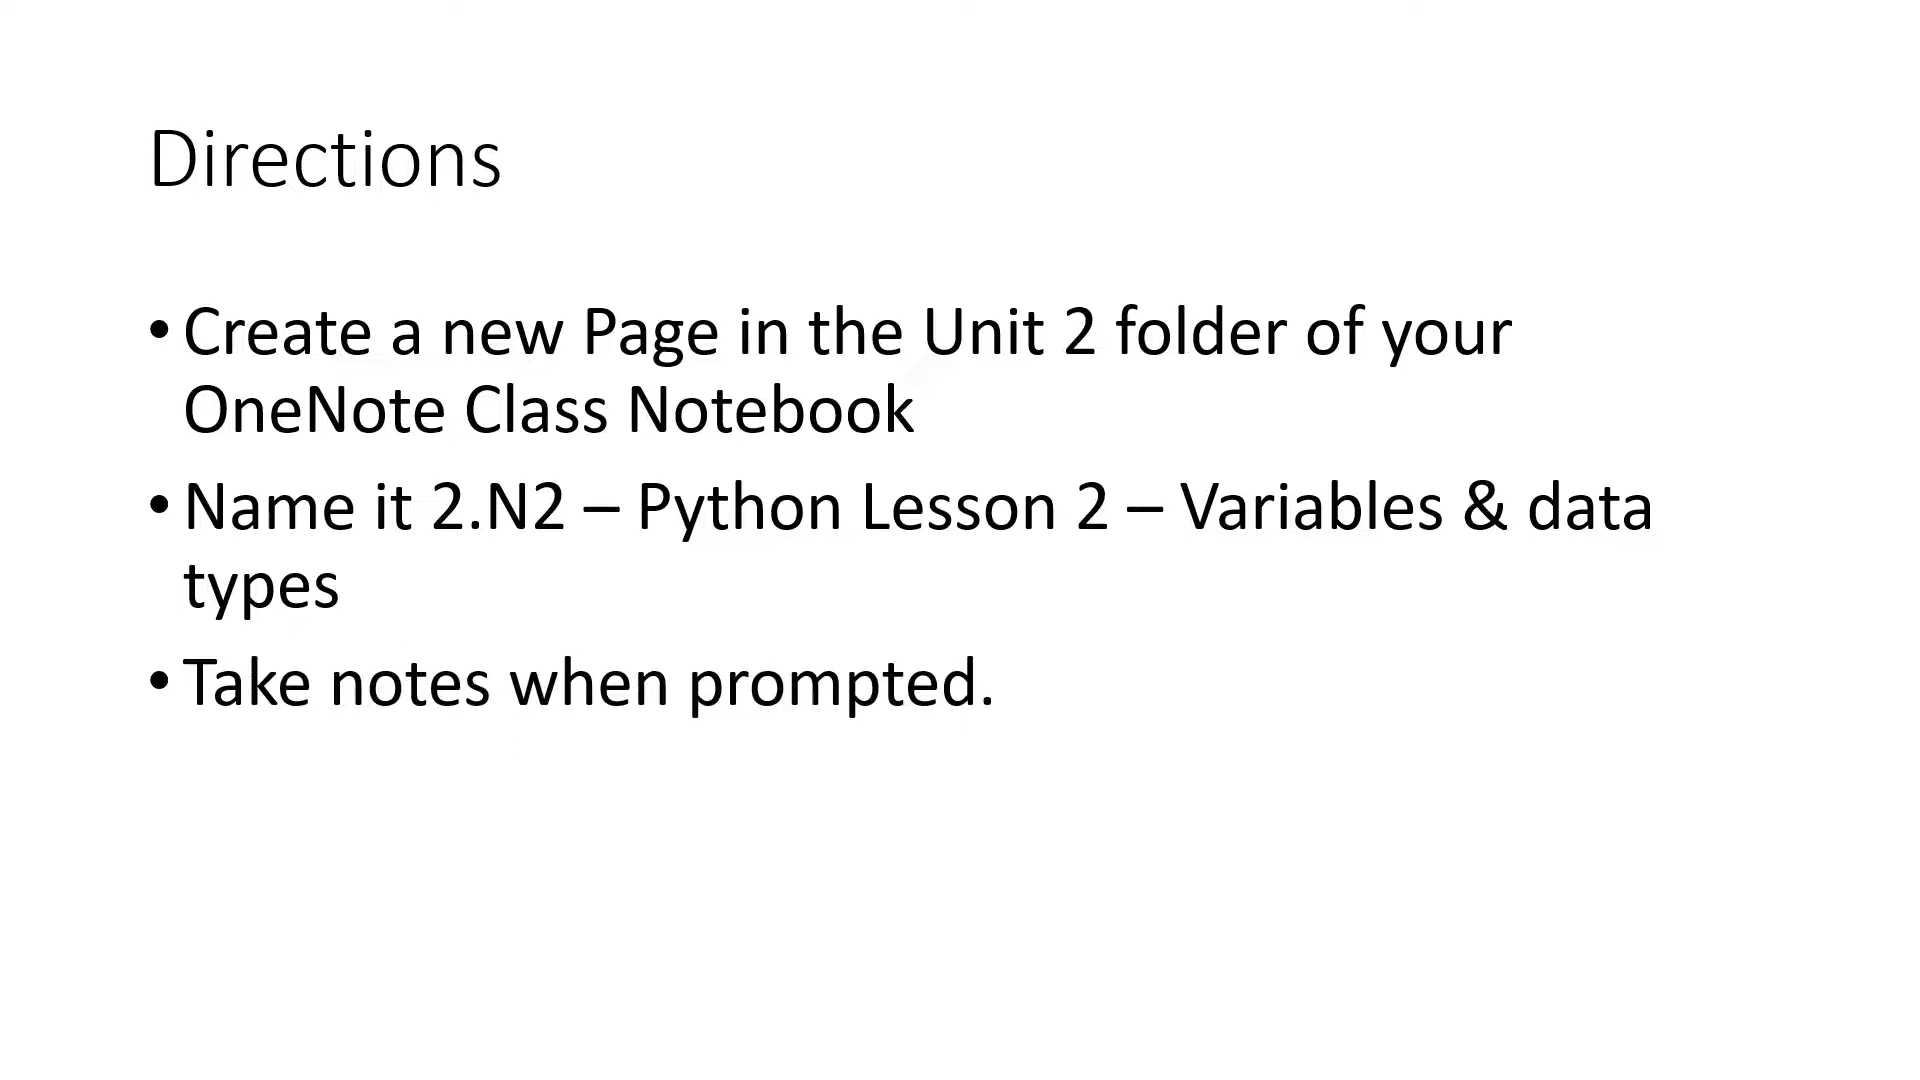 Directions
• Create a new Page in the Unit 2 folder of your
OneNote Class Notebook
• Name it 2.N2 – Python Lesson 2 – Variables & data
types
• Take notes when prompted.